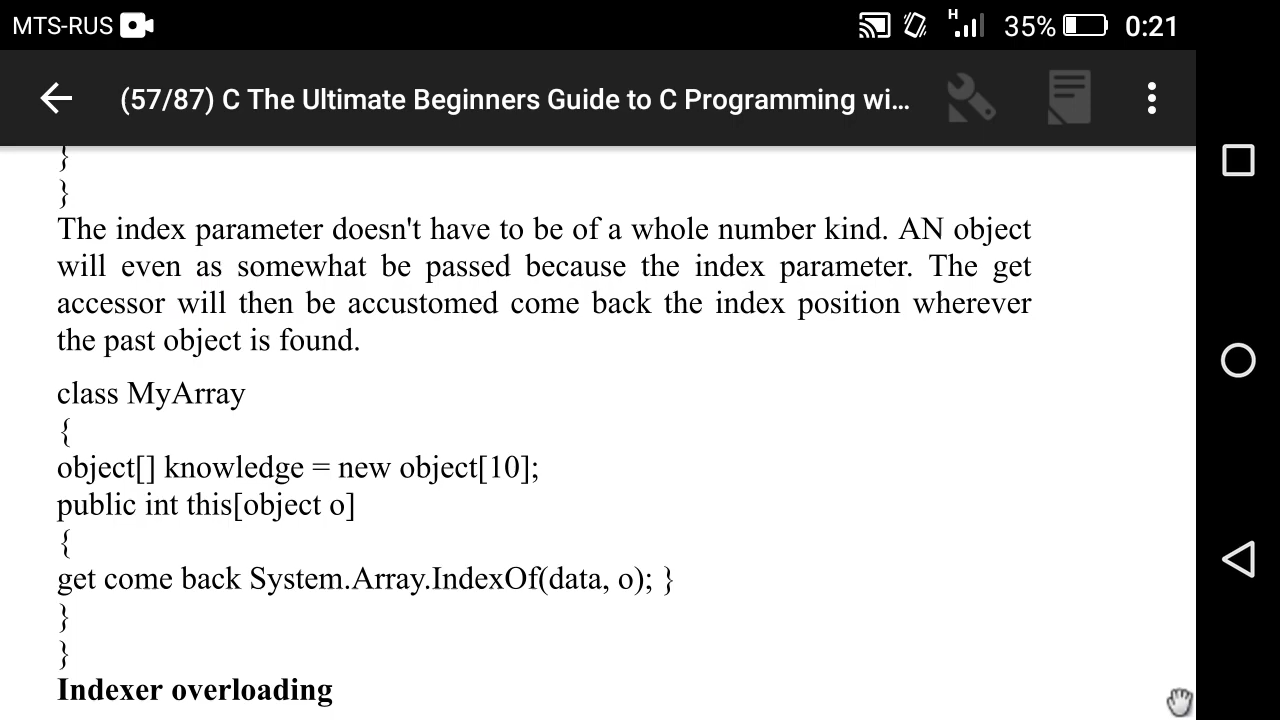 MTS-RUS H 35% 0:21
(57/87) C The Ultimate Beginners Guide to C Programming wi...
}
}
The index parameter doesn't have to be of a whole number kind. AN object
will even as somewhat be passed because the index parameter. The get
accessor will then be accustomed come back the index position wherever
the past object is found.
class MyArray
{
object[] knowledge = new object[10];
public int this[object o]
{
get come back System.Array.IndexOf(data, o); }
}
}
Indexer overloading